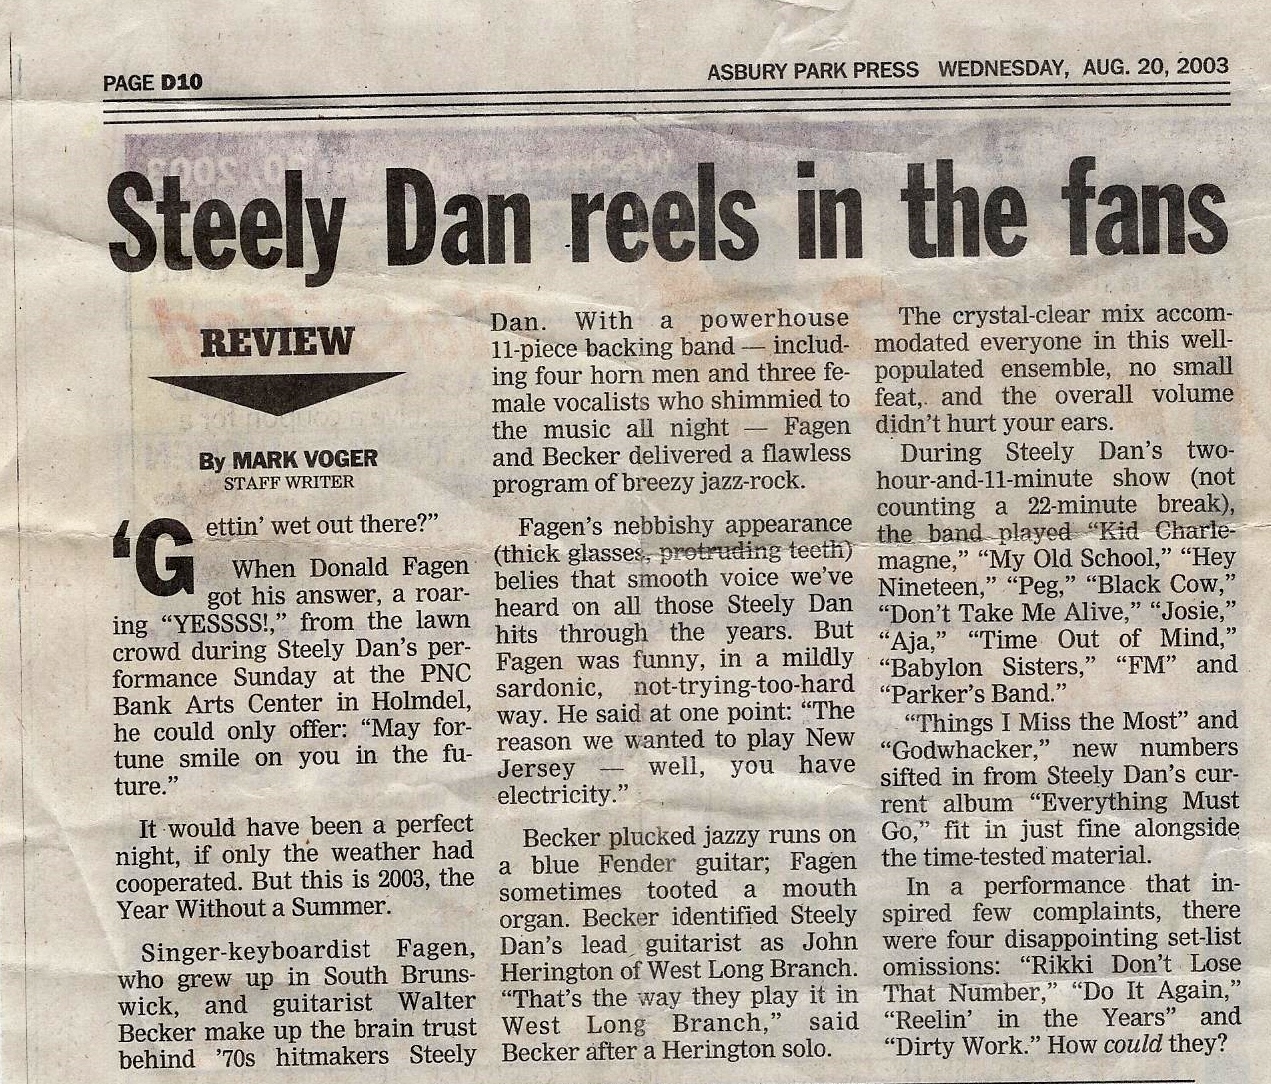 PAGE D10
ASBURY PARK PRESS WEDNESDAY, AUG. 20, 2003
Steely Dan reels in the fans
REVIEW
By MARK VOGER
STAFF WRITER
‘Gettin’ wet out there?”
When Donald Fagen
got his answer, a roar-
ing “YESSSS!,” from the lawn
crowd during Steely Dan’s per-
formance Sunday at the PNC
Bank Arts Center in Holmdel,
he could only offer: “May for-
tune smile on you in the fu-
ture.”
It would have been a perfect
night, if only the weather had
cooperated. But this is 2003, the
Year Without a Summer.
Singer-keyboardist Fagen,
who grew up in South Bruns-
wick, and guitarist Walter
Becker make up the brain trust
behind ’70s hitmakers Steely
Dan. With a powerhouse
11-piece backing band — includ-
ing four horn men and three fe-
male vocalists who shimmied to
the music all night — Fagen
and Becker delivered a flawless
program of breezy jazz-rock.
Fagen’s nebbishy appearance
(thick glasses, protruding teeth)
belies that smooth voice we’ve
heard on all those Steely Dan
hits through the years. But
Fagen was funny, in a mildly
sardonic, not-trying-too-hard
way. He said at one point: “The
reason we wanted to play New
Jersey — well, you have
electricity.”
Becker plucked jazzy runs on
a blue Fender guitar; Fagen
sometimes tooted a mouth
organ. Becker identified Steely
Dan’s lead guitarist as John
Herington of West Long Branch.
“That’s the way they play it in
West Long Branch,” said
Becker after a Herington solo.
The crystal-clear mix accom-
modated everyone in this well-
populated ensemble, no small
feat, and the overall volume
didn’t hurt your ears.
During Steely Dan’s two-
hour-and-11-minute show (not
counting a 22-minute break),
the band played “Kid Charle-
magne,” “My Old School,” “Hey
Nineteen,” “Peg,” “Black Cow,”
“Don’t Take Me Alive,” “Josie,”
“Aja,” “Time Out of Mind,”
“Babylon Sisters,” “FM” and
“Parker’s Band.”
“Things I Miss the Most” and
“Godwhacker,” new numbers
sifted in from Steely Dan’s cur-
rent album “Everything Must
Go,” fit in just fine alongside
the time-tested material.
In a performance that in-
spired few complaints, there
were four disappointing set-list
omissions: “Rikki Don’t Lose
That Number,” “Do It Again,”
“Reelin’ in the Years” and
“Dirty Work.” How could they?